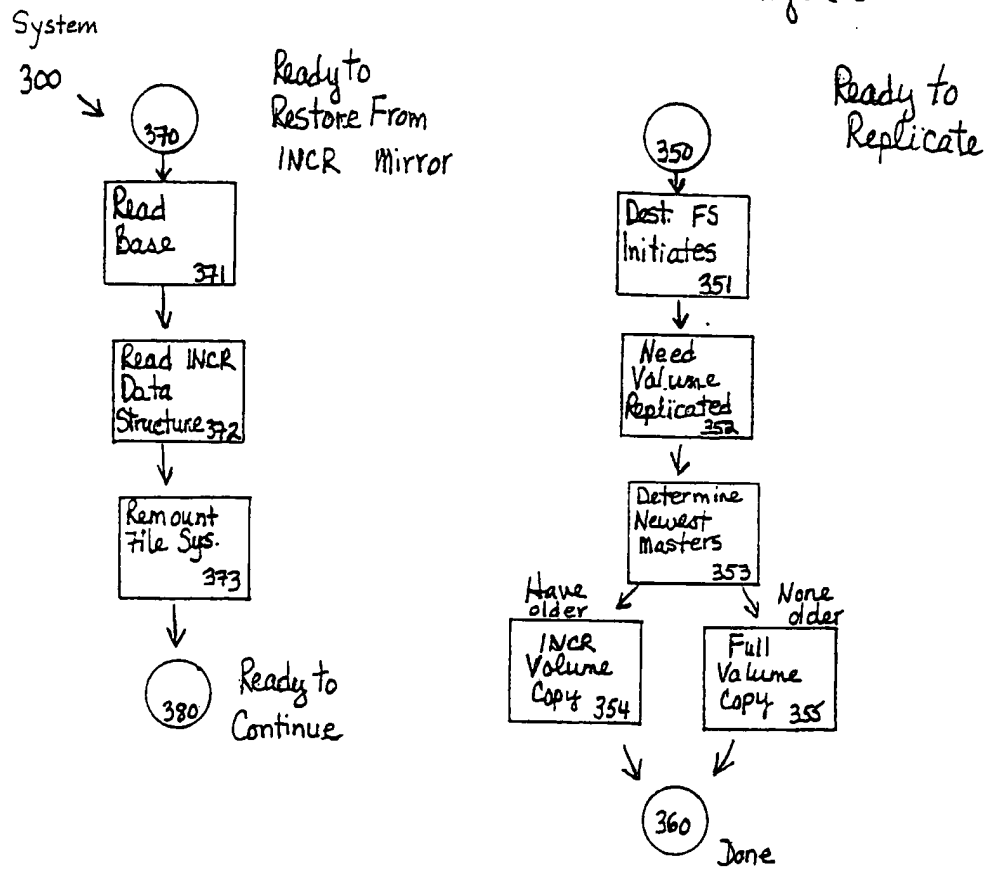 System
300
370
Ready to
Restore From
INCR Mirror
Read
Base
371
Read INCR
Data
Structure 372
Remount
File Sys.
373
380
Ready to
Continue
Ready to
Replicate
350
Dest. FS
Initiates
351
Need
Volume
Replicated
352
Determine
Newest
Masters
353
Have
older
None
older
INCR
Volume
Copy 354
Full
Volume
Copy 355
360
Done